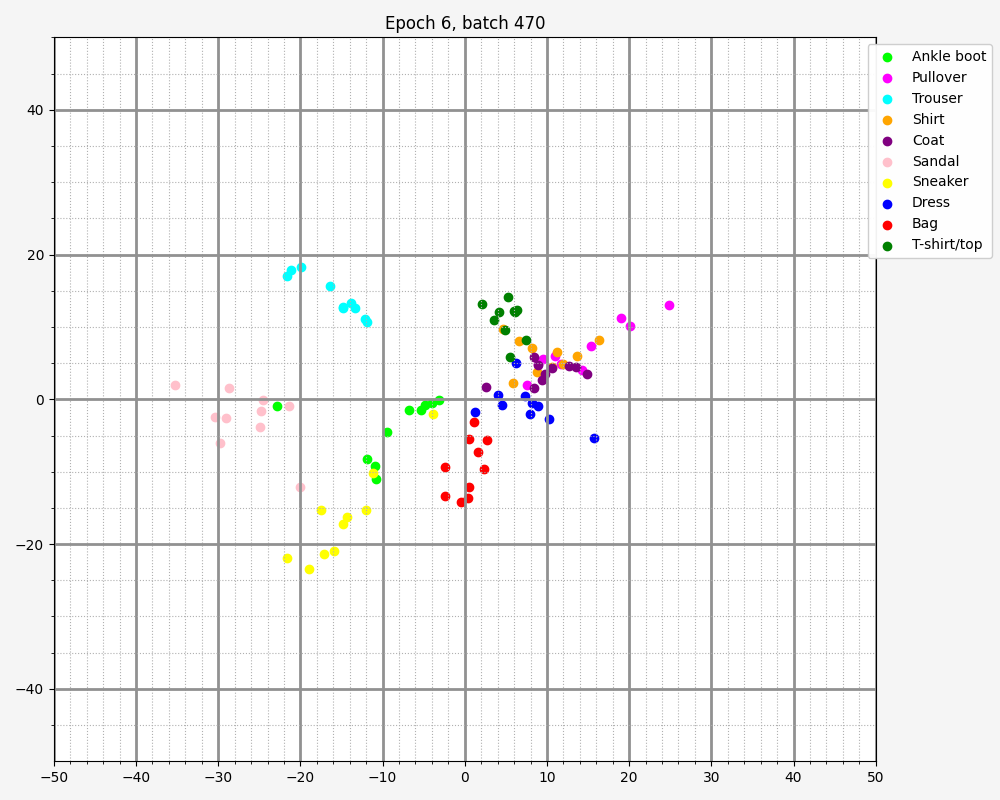 Epoch 6, batch 470
40
20
0
−20
−40
−50
−40
−30
−20
−10
0
10
20
30
40
50
Ankle boot
Pullover
Trouser
Shirt
Coat
Sandal
Sneaker
Dress
Bag
T-shirt/top